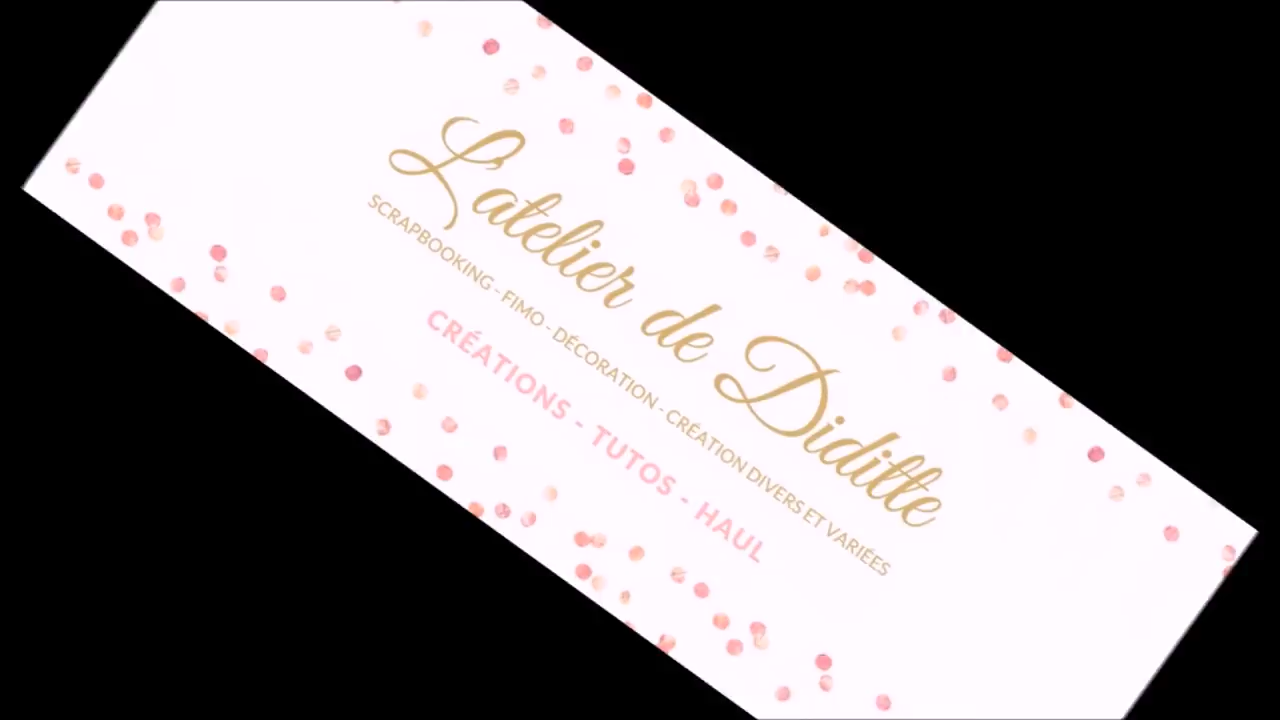 L'atelier de Diditte
SCRAPBOOKING - FIMO - DÉCORATION - CRÉATION DIVERS ET VARIÉES
CRÉATIONS - TUTOS - HAUL